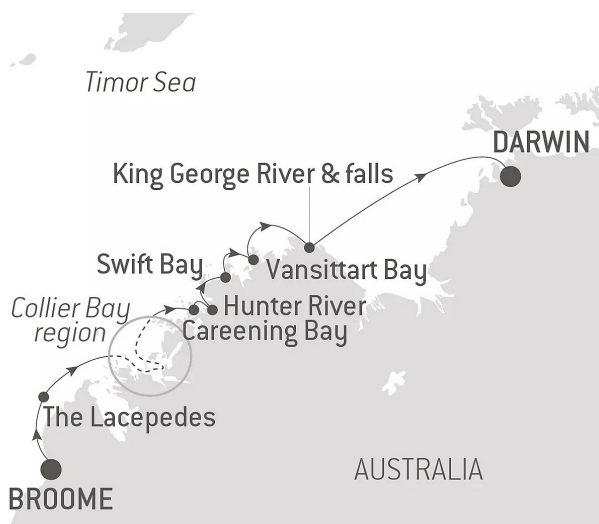 Timor Sea
DARWIN
King George River & falls
Swift Bay
Vansittart Bay
Collier Bay
region
Hunter River
Careening Bay
The Lacepedes
AUSTRALIA
BROOME